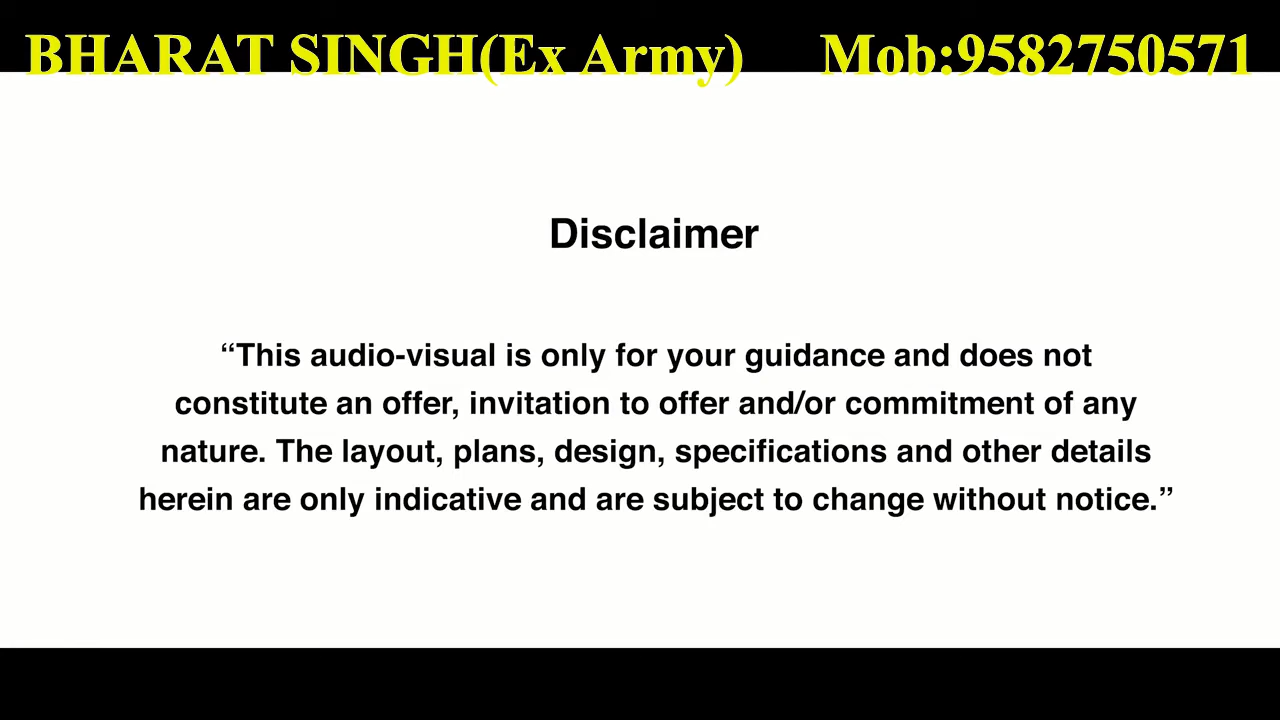 BHARAT SINGH(Ex Army) Mob:9582750571
Disclaimer
“This audio-visual is only for your guidance and does not
constitute an offer, invitation to offer and/or commitment of any
nature. The layout, plans, design, specifications and other details
herein are only indicative and are subject to change without notice.”